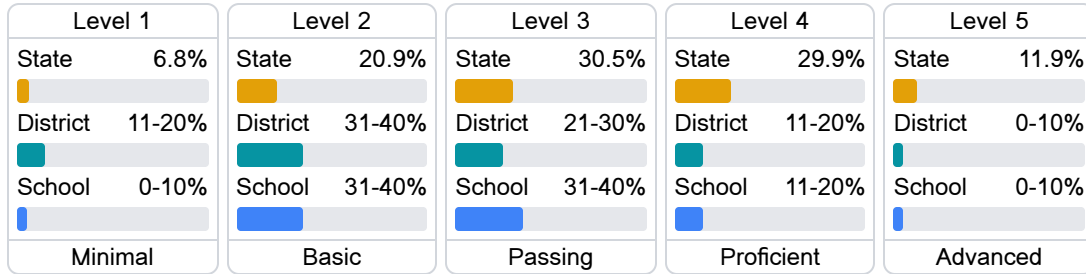 Level 1
State 6.8%
District 11-20%
School 0-10%
Minimal
Level 2
State 20.9%
District 31-40%
School 31-40%
Basic
Level 3
State 30.5%
District 21-30%
School 31-40%
Passing
Level 4
State 29.9%
District 11-20%
School 11-20%
Proficient
Level 5
State 11.9%
District 0-10%
School 0-10%
Advanced